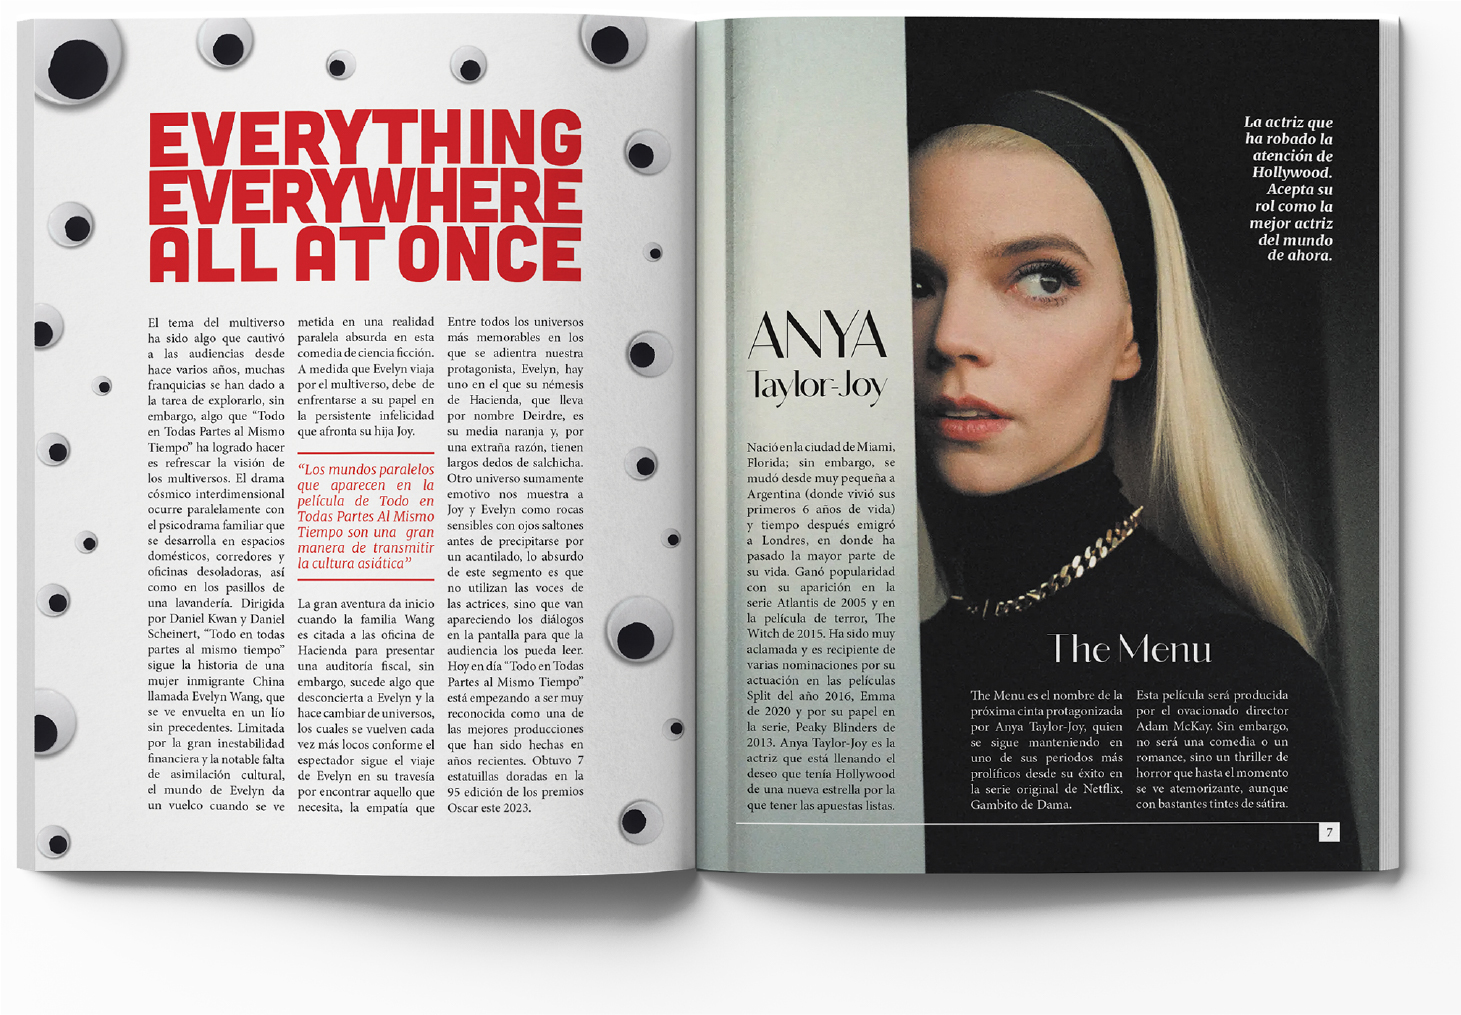 EVERYTHING
EVERYWHERE
ALL AT ONCE
El tema del multiverso
ha sido algo que cautivó
a las audiencias desde
hace varios años, muchas
franquicias se han dado a
la tarea de explorarlo, sin
embargo, algo que “Todo
en Todas Partes al Mismo
Tiempo” ha logrado hacer
es refrescar la visión de
los multiversos. El drama
cósmico interdimensional
ocurre paralelamente con
el psicodrama familiar que
se desarrolla en espacios
domésticos, corredores y
oficinas desoladoras, así
como en los pasillos de
una lavandería. Dirigida
por Daniel Kwan y Daniel
Scheinert, “Todo en todas
partes al mismo tiempo”
sigue la historia de una
mujer inmigrante China
llamada Evelyn Wang, que
se ve envuelta en un lío
sin precedentes. Limitada
por la gran inestabilidad
financiera y la notable falta
de asimilación cultural,
el mundo de Evelyn da
un vuelco cuando se ve
metida en una realidad
paralela absurda en esta
comedia de ciencia ficción.
A medida que Evelyn viaja
por el multiverso, debe de
enfrentarse a su papel en
la persistente infelicidad
que afronta su hija Joy.
“Los mundos paralelos
que aparecen en la
película de Todo en
Todas Partes Al Mismo
Tiempo son una gran
manera de transmitir
la cultura asiática”
La gran aventura da inicio
cuando la familia Wang
es citada a las oficina de
Hacienda para presentar
una auditoría fiscal, sin
embargo, sucede algo que
desconcierta a Evelyn y la
hace cambiar de universos,
los cuales se vuelven cada
vez más locos conforme el
espectador sigue el viaje
de Evelyn en su travesía
por encontrar aquello que
necesita, la empatía que
Entre todos los universos
más memorables en los
que se adientra nuestra
protagonista, Evelyn, hay
uno en el que su némesis
de Hacienda, que lleva
por nombre Deirdre, es
su media naranja y, por
una extraña razón, tienen
largos dedos de salchicha.
Otro universo sumamente
emotivo nos muestra a
Joy y Evelyn como rocas
sensibles con ojos saltones
antes de precipitarse por
un acantilado, lo absurdo
de este segmento es que
no utilizan las voces de
las actrices, sino que van
apareciendo los diálogos
en la pantalla para que la
audiencia los pueda leer.
Hoy en día “Todo en Todas
Partes al Mismo Tiempo”
está empezando a ser muy
reconocida como una de
las mejores producciones
que han sido hechas en
años recientes. Obtuvo 7
estatuillas doradas en la
95 edición de los premios
Oscar este 2023.
La actriz que
ha robado la
atención de
Hollywood.
Acepta su
rol como la
mejor actriz
del mundo
de ahora.
ANYA
Taylor-Joy
Nació en la ciudad de Miami,
Florida; sin embargo, se
mudó desde muy pequeña a
Argentina (donde vivió sus
primeros 6 años de vida)
y tiempo después emigró
a Londres, en donde ha
pasado la mayor parte de
su vida. Ganó popularidad
con su aparición en la
serie Atlantis de 2005 y en
la película de terror, The
Witch de 2015. Ha sido muy
aclamada y es recipiente de
varias nominaciones por su
actuación en las películas
Split del año 2016, Emma
de 2020 y por su papel en
la serie, Peaky Blinders de
2013. Anya Taylor-Joy es la
actriz que está llenando el
deseo que tenía Hollywood
de una nueva estrella por la
que tener las apuestas listas.
The Menu
The Menu es el nombre de la
próxima cinta protagonizada
por Anya Taylor-Joy, quien
se sigue manteniendo en
uno de sus periodos más
prolíficos desde su éxito en
la serie original de Netflix,
Gambito de Dama.
Esta película será producida
por el ovacionado director
Adam McKay. Sin embargo,
no será una comedia o un
romance, sino un thriller de
horror que hasta el momento
se ve atemorizante, aunque
con bastantes tintes de sátira.
7